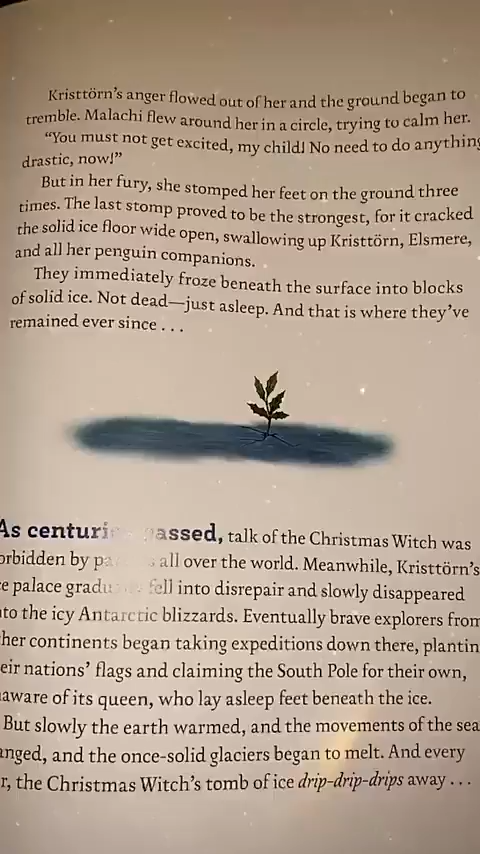 Kristtörn's anger flowed out of her and the ground began to
tremble. Malachi flew around her in a circle, trying to calm her.
"You must not get excited, my child! No need to do anything
drastic, now!"
But in her fury, she stomped her feet on the ground three
times. The last stomp proved to be the strongest, for it cracked
the solid ice floor wide open, swallowing up Kristtörn, Elsmere,
and all her penguin companions.
They immediately froze beneath the surface into blocks
of solid ice. Not dead—just asleep. And that is where they've
remained ever since . . .
As centuri assed, talk of the Christmas Witch was
orbidden by pa s all over the world. Meanwhile, Kristtörn's
e palace gradu fell into disrepair and slowly disappeared
to the icy Antarctic blizzards. Eventually brave explorers from
her continents began taking expeditions down there, plantin
eir nations' flags and claiming the South Pole for their own,
aware of its queen, who lay asleep feet beneath the ice.
But slowly the earth warmed, and the movements of the sea
anged, and the once-solid glaciers began to melt. And every
r, the Christmas Witch's tomb of ice drip-drip-drips away . . .